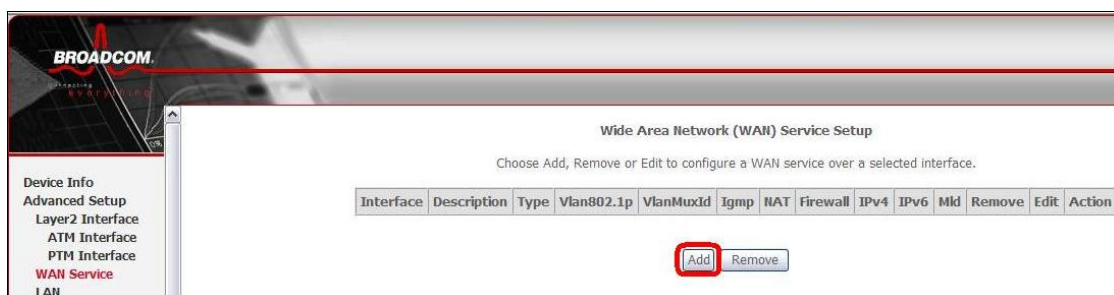 BROADCOM.
Connecting
everything
Wide Area Network (WAN) Service Setup
Choose Add, Remove or Edit to configure a WAN service over a selected interface.
Interface Description Type Vlan802.1p VlanMuxId Igmp NAT Firewall IPv4 IPv6 Mld Remove Edit Action
Add Remove
Device Info
Advanced Setup
Layer2 Interface
ATM Interface
PTM Interface
WAN Service
LAN